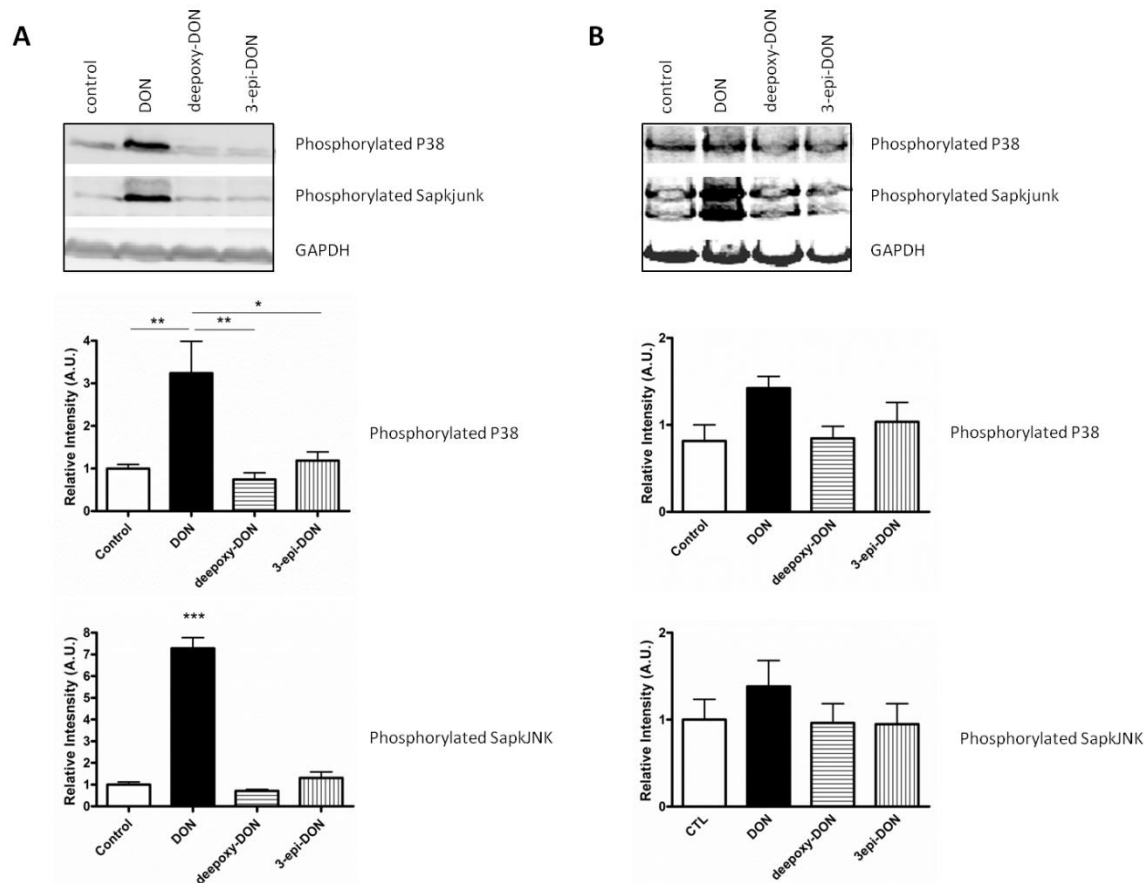 A
control
DON
deepoxy-DON
3-epi-DON
Phosphorylated P38
Phosphorylated Sapkjunk
GAPDH
*
** **
Relative Intensity (A.U.)
4
3
2
1
0
Control
DON
deepoxy-DON
3-epi-DON
Phosphorylated P38
***
Relative Intesnsity (A.U.)
8
7
6
5
4
3
2
1
0
Control
DON
deepoxy-DON
3-epi-DON
Phosphorylated SapkJNK
B
control
DON
deepoxy-DON
3-epi-DON
Phosphorylated P38
Phosphorylated Sapkjunk
GAPDH
Relative Intensity (A.U.)
2
1
0
Control
DON
deepoxy-DON
3-epi-DON
Phosphorylated P38
Relative Intensity (A.U.)
2
1
0
CTL
DON
deepoxy-DON
3-epi-DON
Phosphorylated SapkJNK